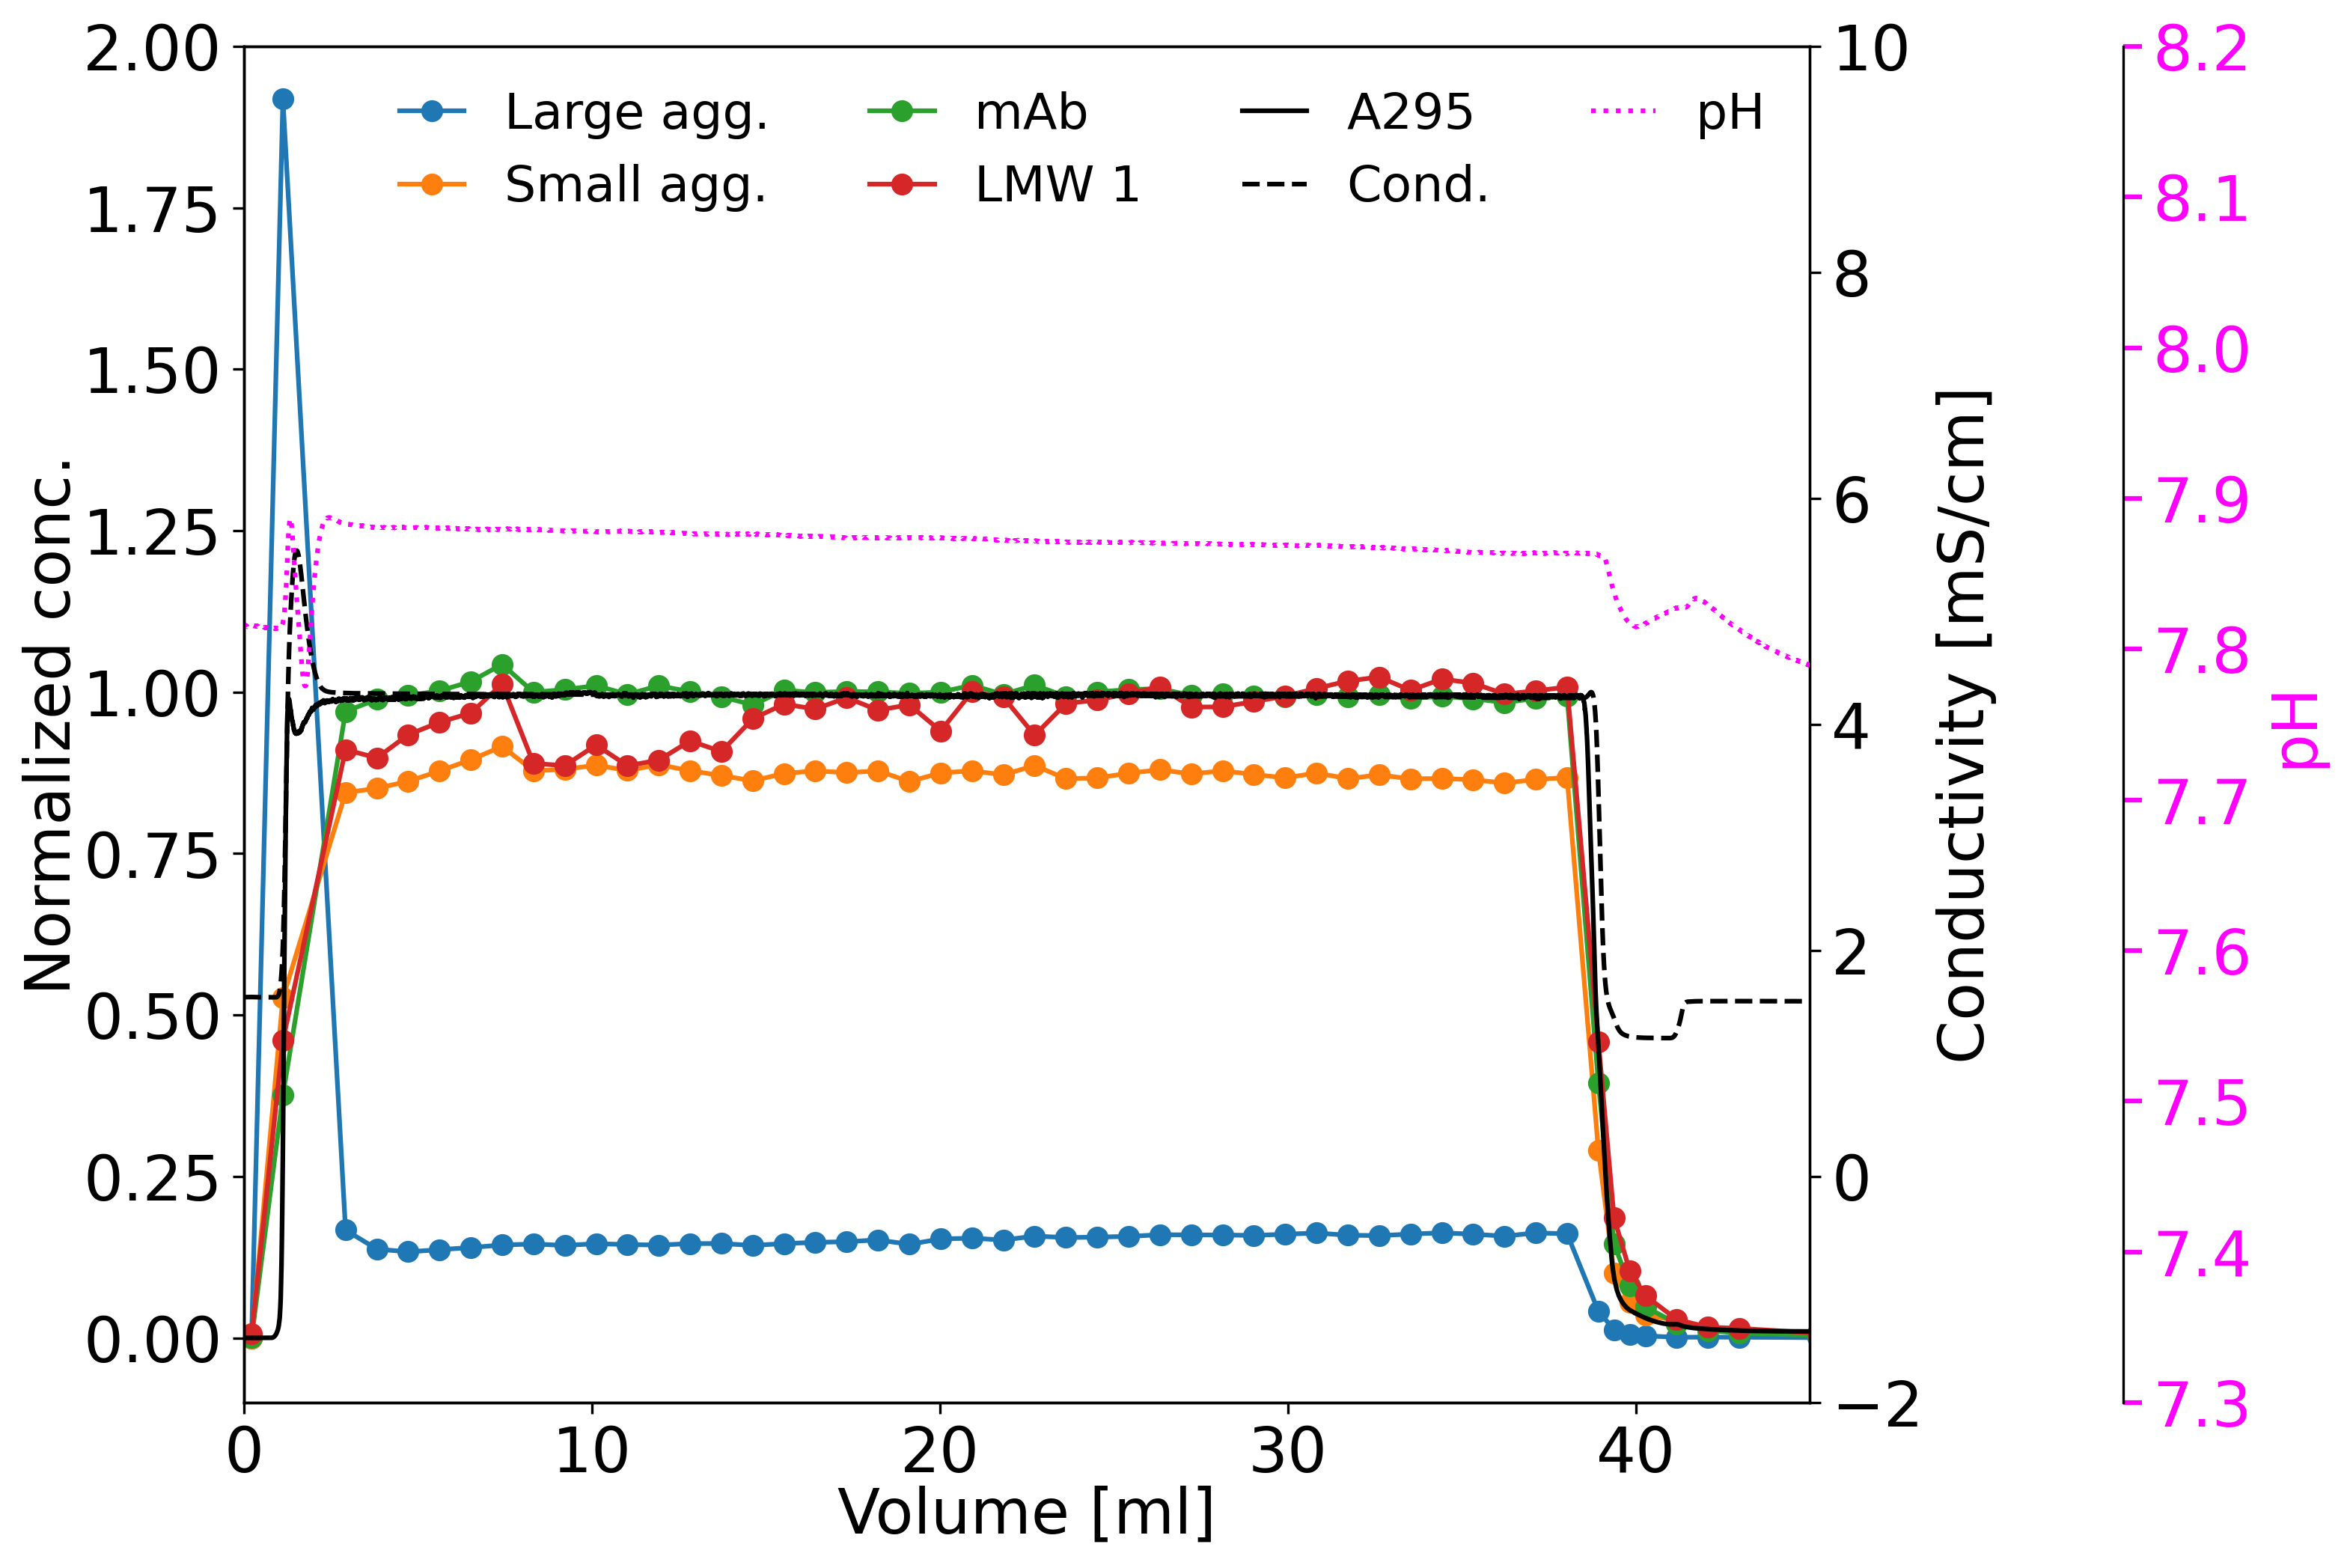 2.00
1.75
1.50
1.25
1.00
0.75
0.50
0.25
0.00
Normalized conc.
Large agg.
Small agg.
mAb
LMW 1
A295
Cond.
pH
0
10
20
30
40
Volume [ml]
10
8
6
4
2
0
−2
Conductivity [mS/cm]
8.2
8.1
8.0
7.9
7.8
7.7
7.6
7.5
7.4
7.3
pH